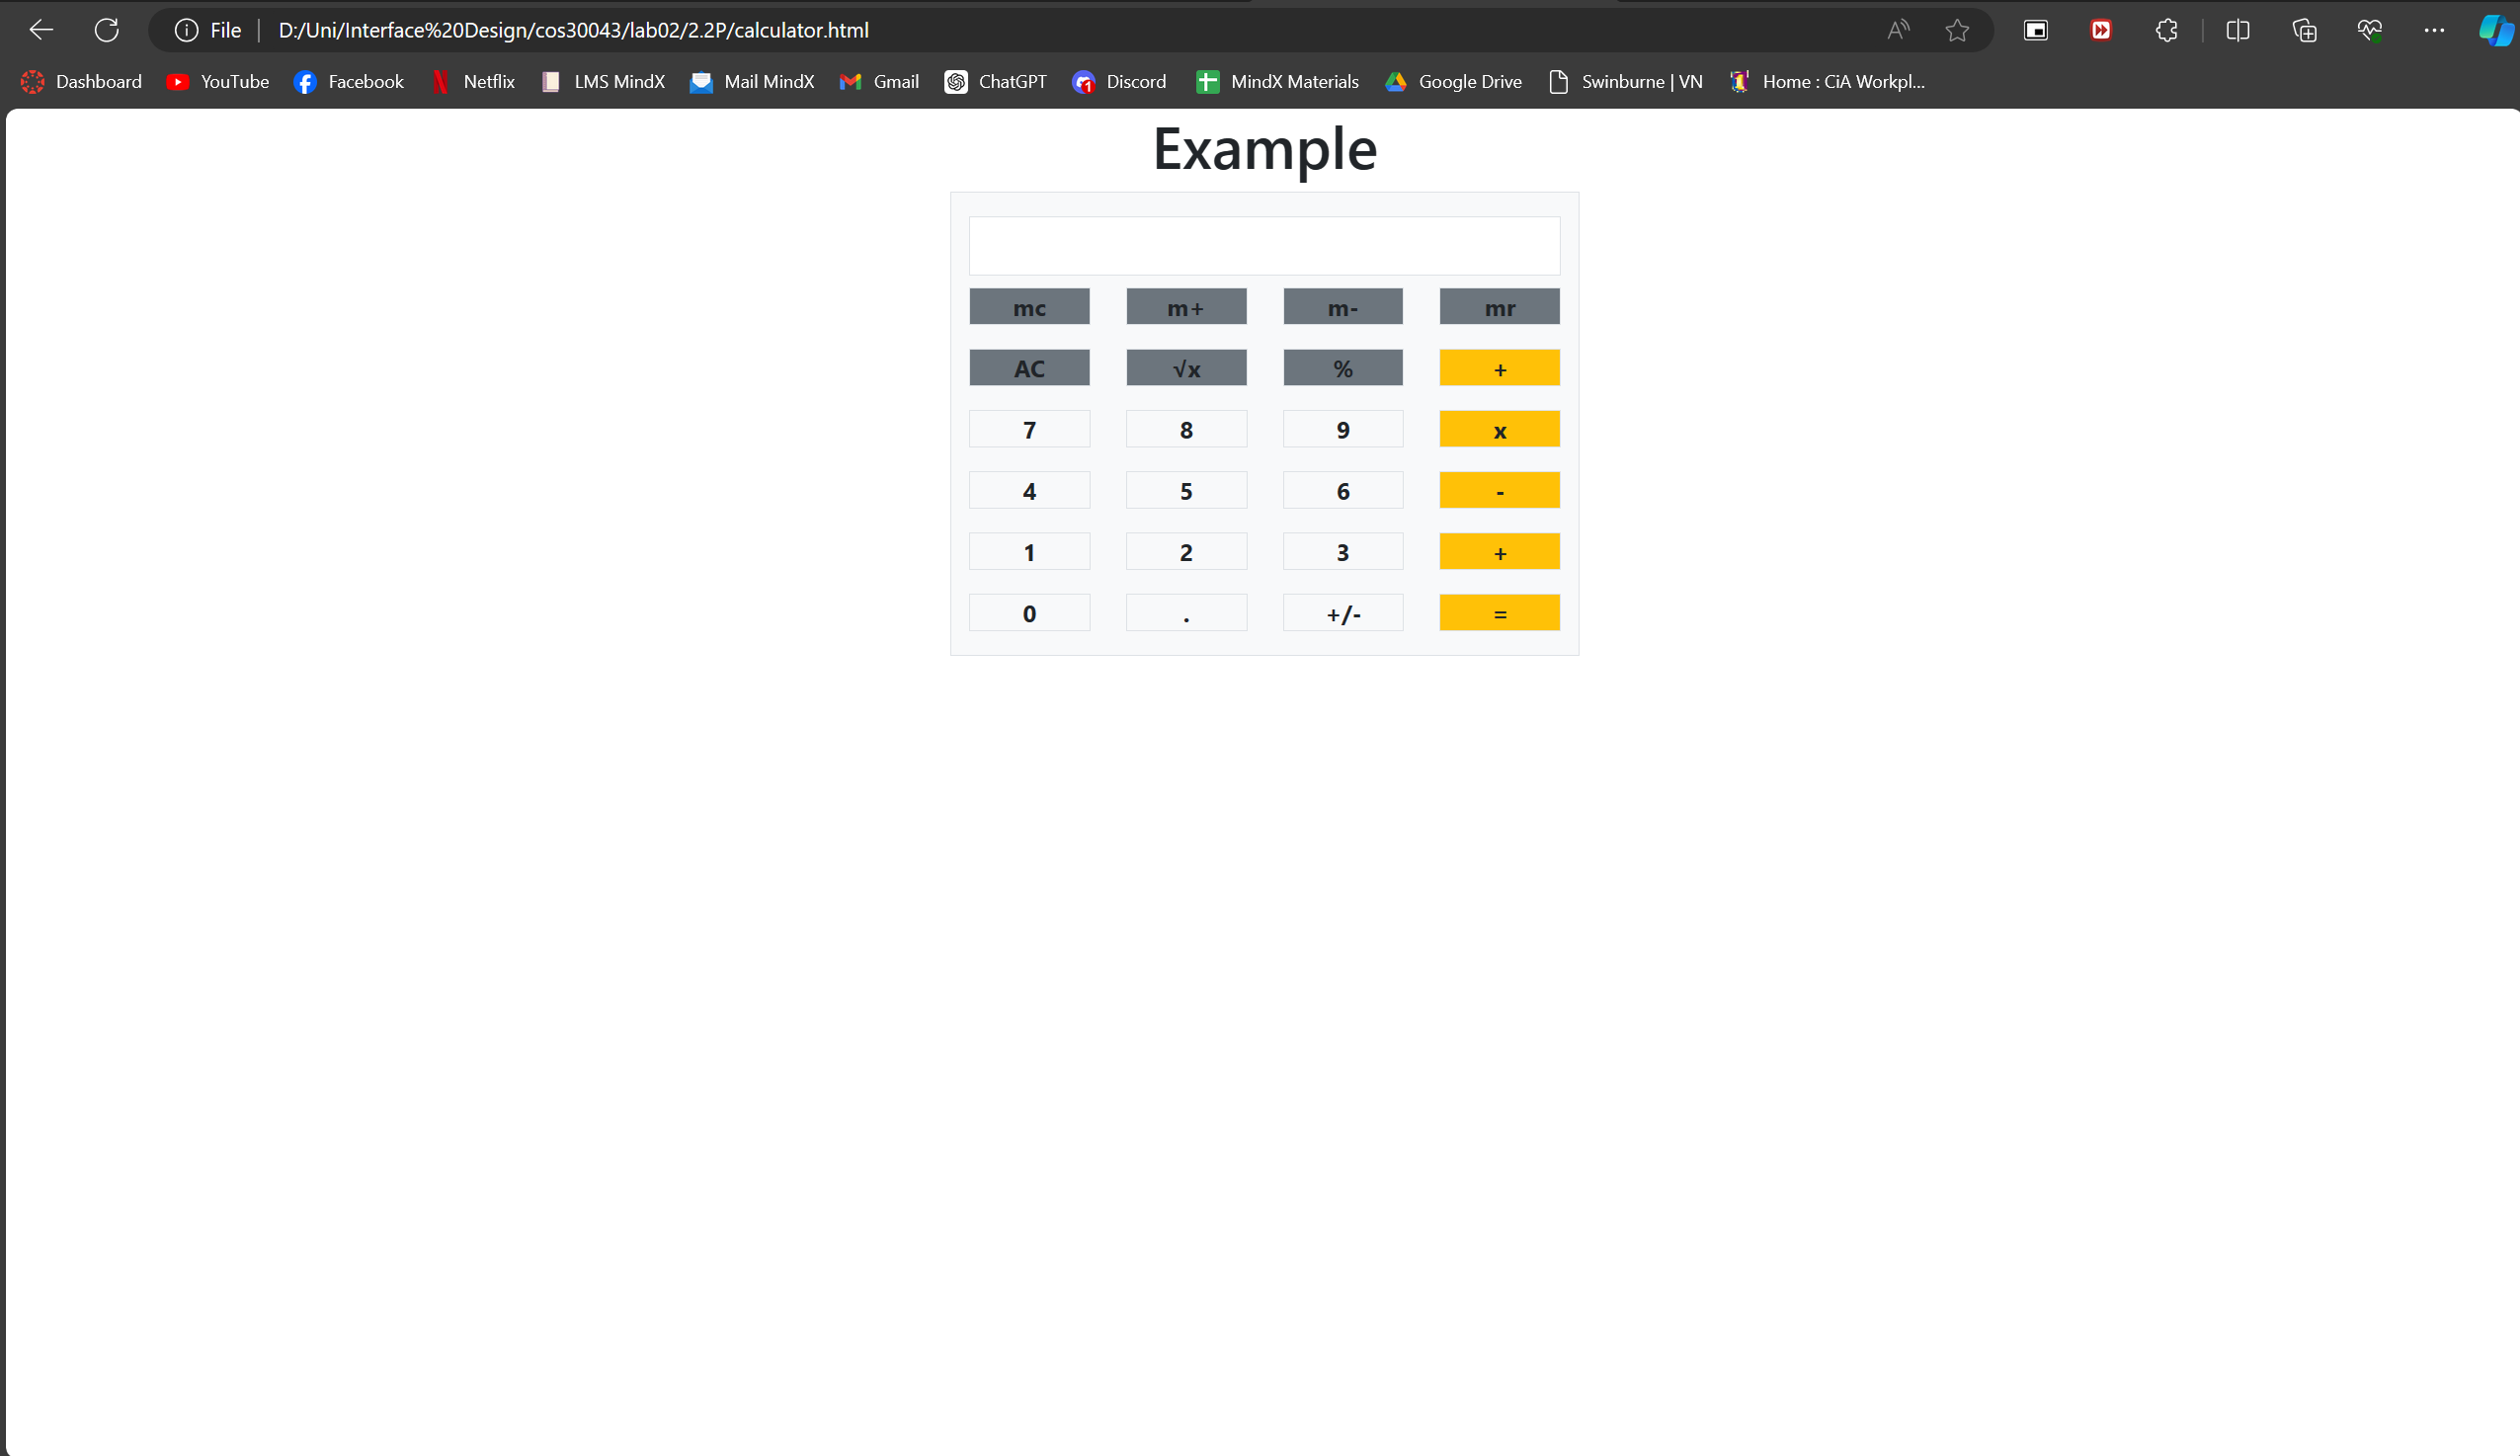 File D:/Uni/Interface%20Design/cos30043/lab02/2.2P/calculator.html
Dashboard YouTube Facebook Netflix LMS MindX Mail MindX Gmail ChatGPT 1 Discord MindX Materials Google Drive Swinburne | VN Home : CiA Workpl...
Example
mc m+ m- mr
AC √x % +
7 8 9 x
4 5 6 -
1 2 3 +
0 . +/- =